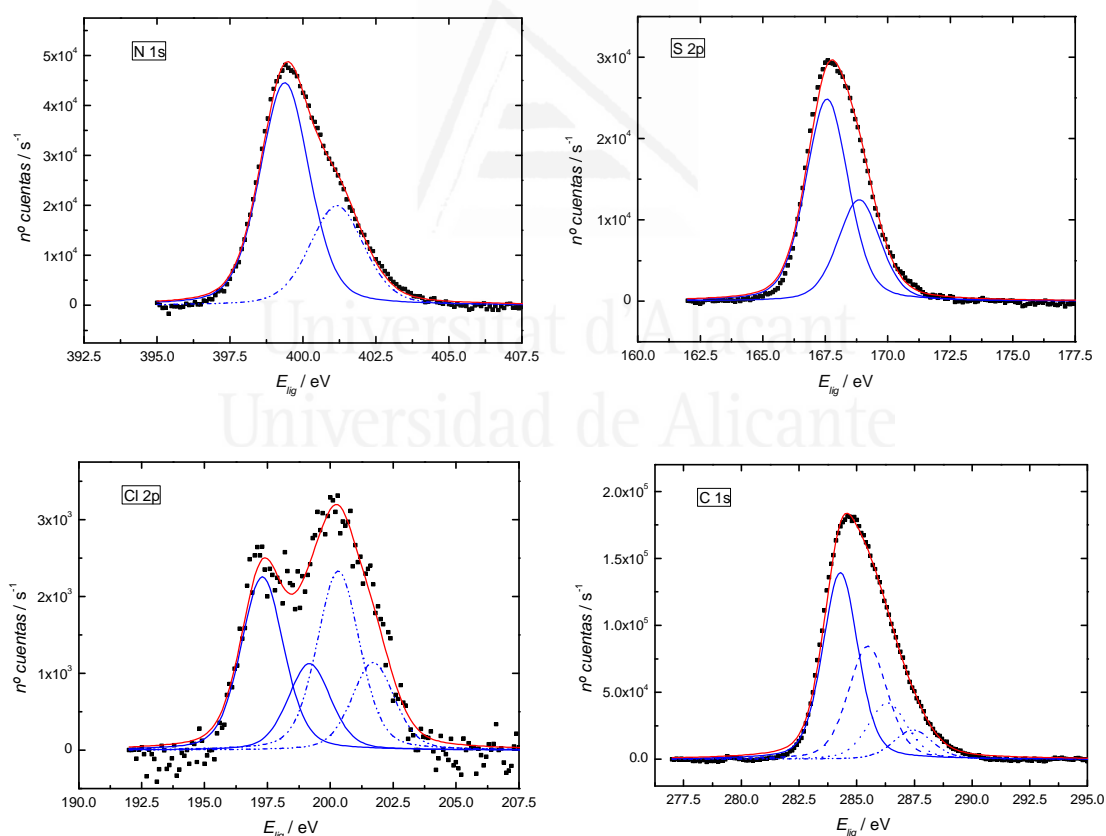 N 1s
5x10⁴
4x10⁴
3x10⁴
2x10⁴
1x10⁴
0
nº cuentas / s⁻¹
392.5 395.0 397.5 400.0 402.5 405.0 407.5
E_lig / eV
S 2p
3x10⁴
2x10⁴
1x10⁴
0
nº cuentas / s⁻¹
160.0 162.5 165.0 167.5 170.0 172.5 175.0 177.5
E_lig / eV
Universitat d'Alacant
Universidad de Alicante
Cl 2p
3x10³
2x10³
1x10³
0
nº cuentas / s⁻¹
190.0 192.5 195.0 197.5 200.0 202.5 205.0 207.5
E_lig / eV
C 1s
2.0x10⁵
1.5x10⁵
1.0x10⁵
5.0x10⁴
0.0
nº cuentas / s⁻¹
277.5 280.0 282.5 285.0 287.5 290.0 292.5 295.0
E_lig / eV